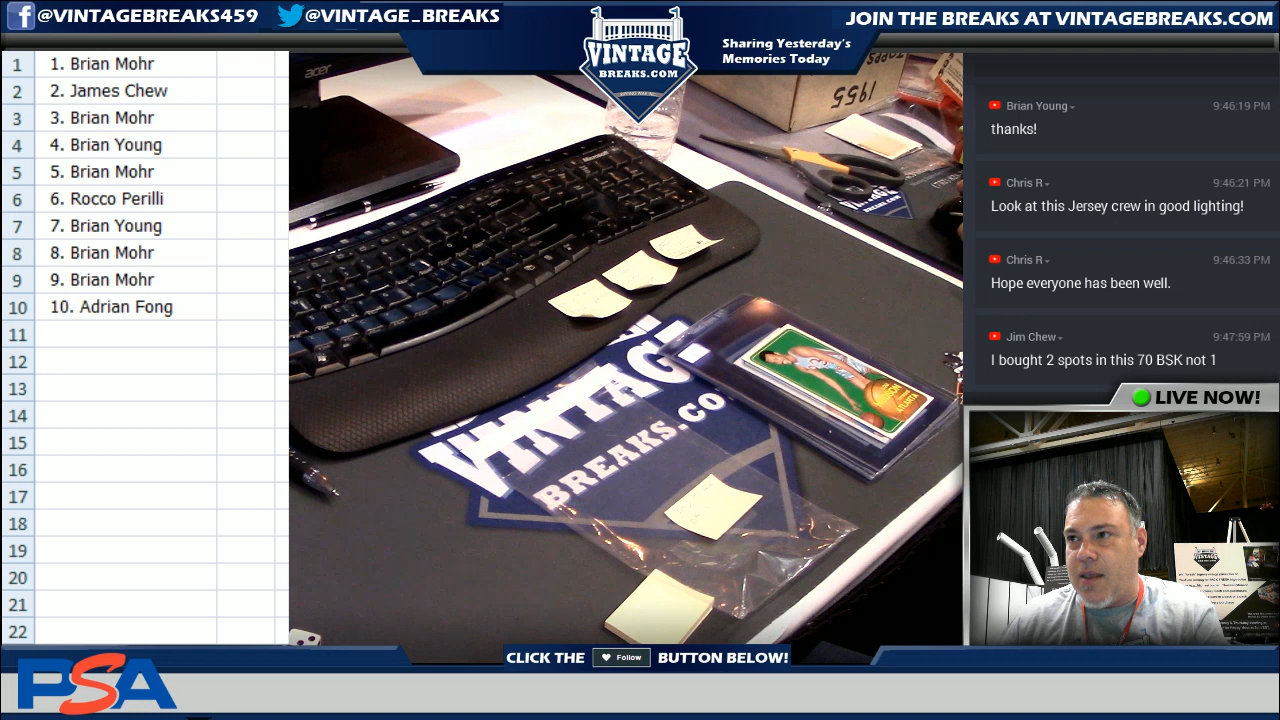 @VINTAGEBREAKS459 @VINTAGE_BREAKS
VINTAGE
BREAKS.COM
Sharing Yesterday's
Memories Today
JOIN THE BREAKS AT VINTAGEBREAKS.COM
1 1. Brian Mohr
2 2. James Chew
3 3. Brian Mohr
4 4. Brian Young
5 5. Brian Mohr
6 6. Rocco Perilli
7 7. Brian Young
8 8. Brian Mohr
9 9. Brian Mohr
10 10. Adrian Fong
11
12
13
14
15
16
17
18
19
20
21
22
acer
Microsoft
TOPPS
1955
VINTAGE
BREAKS.CO
HUDSON
ATLANTA
Brian Young 9:46:19 PM
thanks!
Chris R 9:46:21 PM
Look at this Jersey crew in good lighting!
Chris R 9:46:33 PM
Hope everyone has been well.
Jim Chew 9:47:59 PM
I bought 2 spots in this 70 BSK not 1
LIVE NOW!
VINTAGE
CLICK THE Follow BUTTON BELOW!
PSA